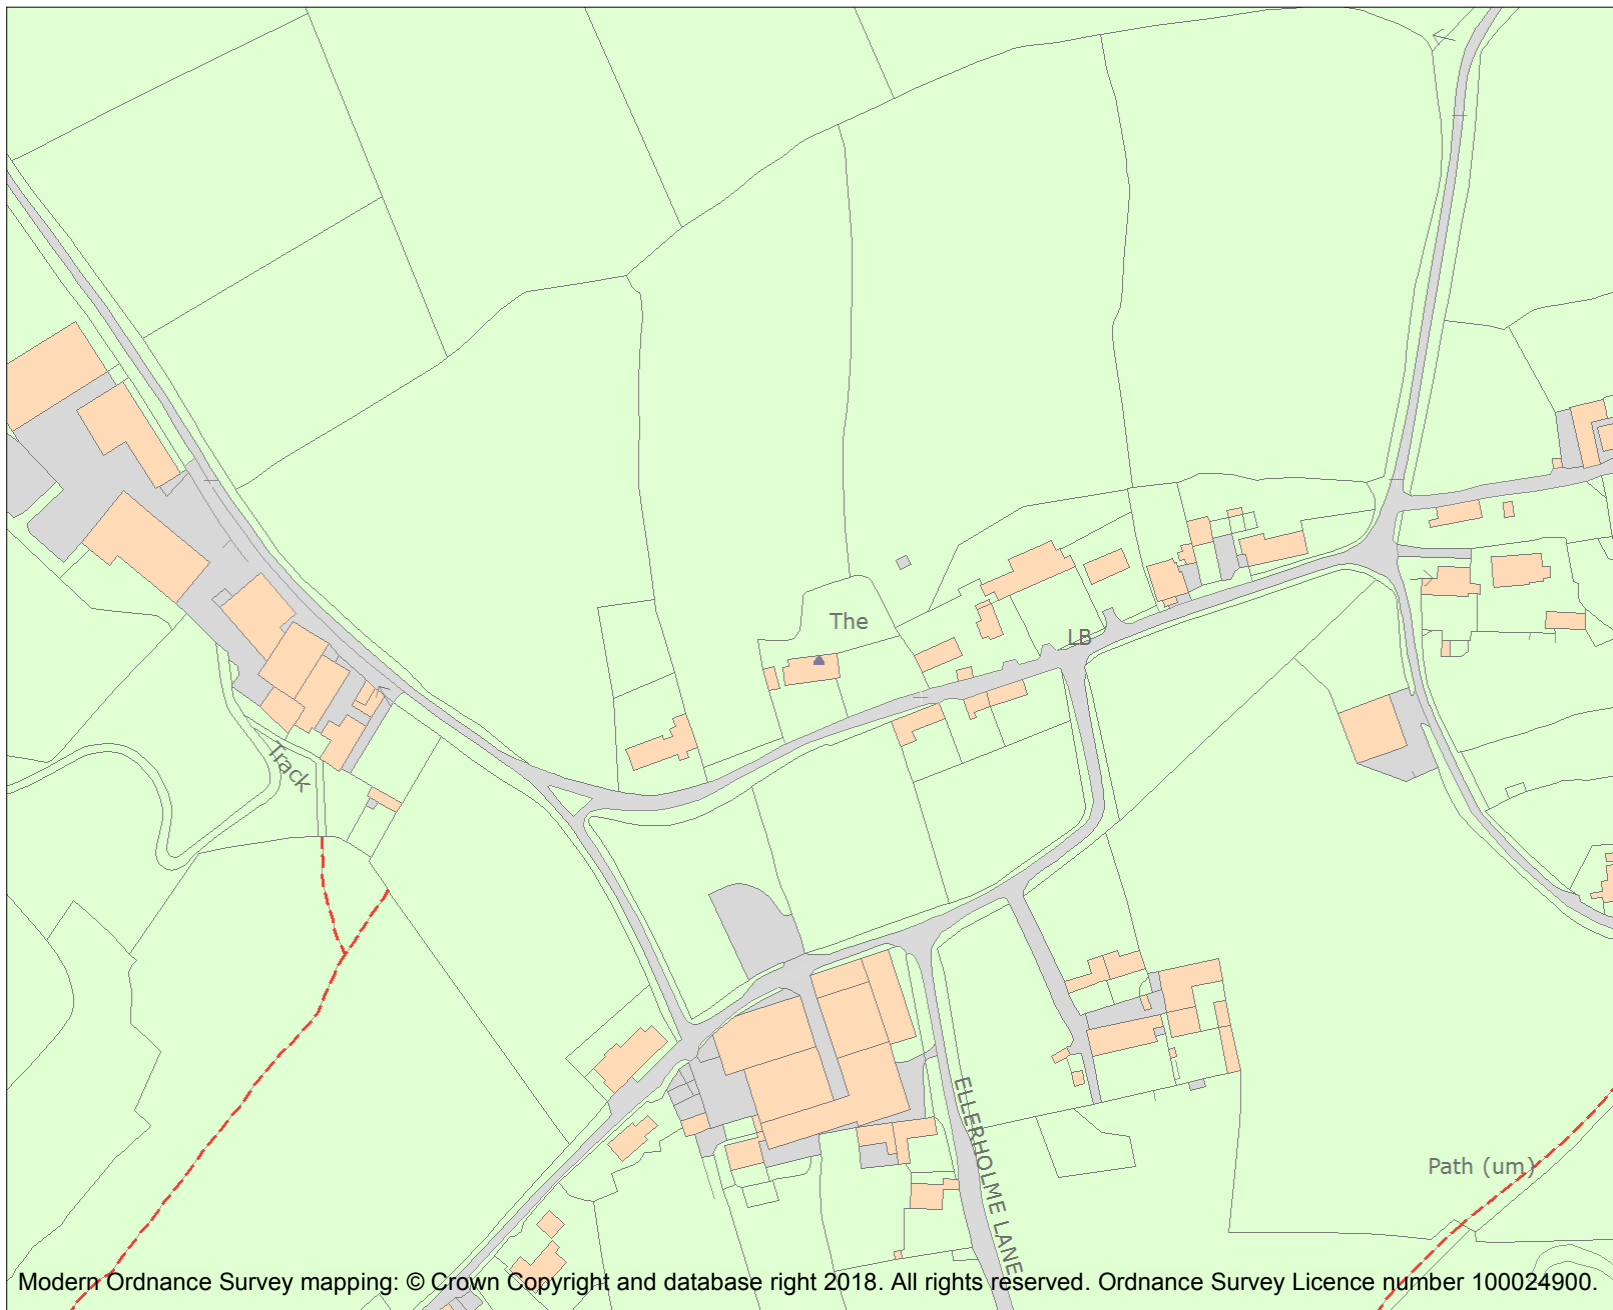 The
LB
Track
ELLERHOLME LANE
Path (um)
Modern Ordnance Survey mapping: © Crown Copyright and database right 2018. All rights reserved. Ordnance Survey Licence number 100024900.